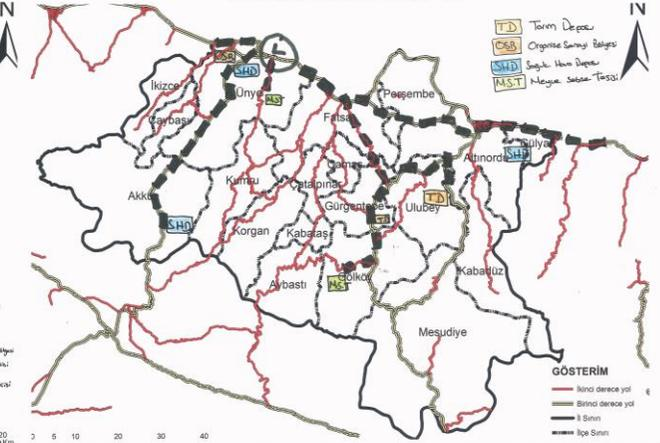 N
N
TD Tarım Deposu
OSB Organize Sanayi Bölgesi
SHD Soğuk Hava Deposu
M.S.T Meyve Sebze Tesisi
OSB
L
SHD
İkizce
Ünye
MS
Perşembe
Çaybaşı
Fatsa
Gülyalı
Altınordu
SHD
Çamaş
Akkuş
Kumru
Çatalpınar
Gürgentepe
Ulubey
TD
TD
SHD
Korgan
Kabataş
Kabadüz
Aybastı
Gölköy
M.S.
Mesudiye
GÖSTERİM
İkinci derece yol
Birinci derece yol
İl Sınırı
İlçe Sınırı
20
0 5 10 20 30 40
Km